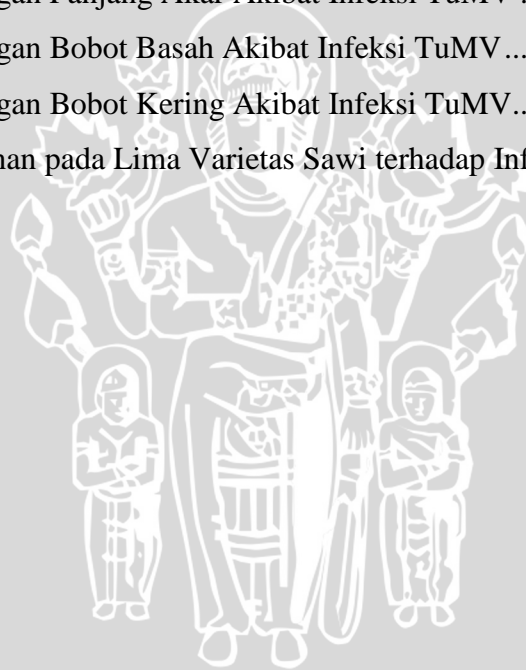 gan Panjang Akar Akibat Infeksi TuMV .
gan Bobot Basah Akibat Infeksi TuMV...
gan Bobot Kering Akibat Infeksi TuMV...
nan pada Lima Varietas Sawi terhadap Inf